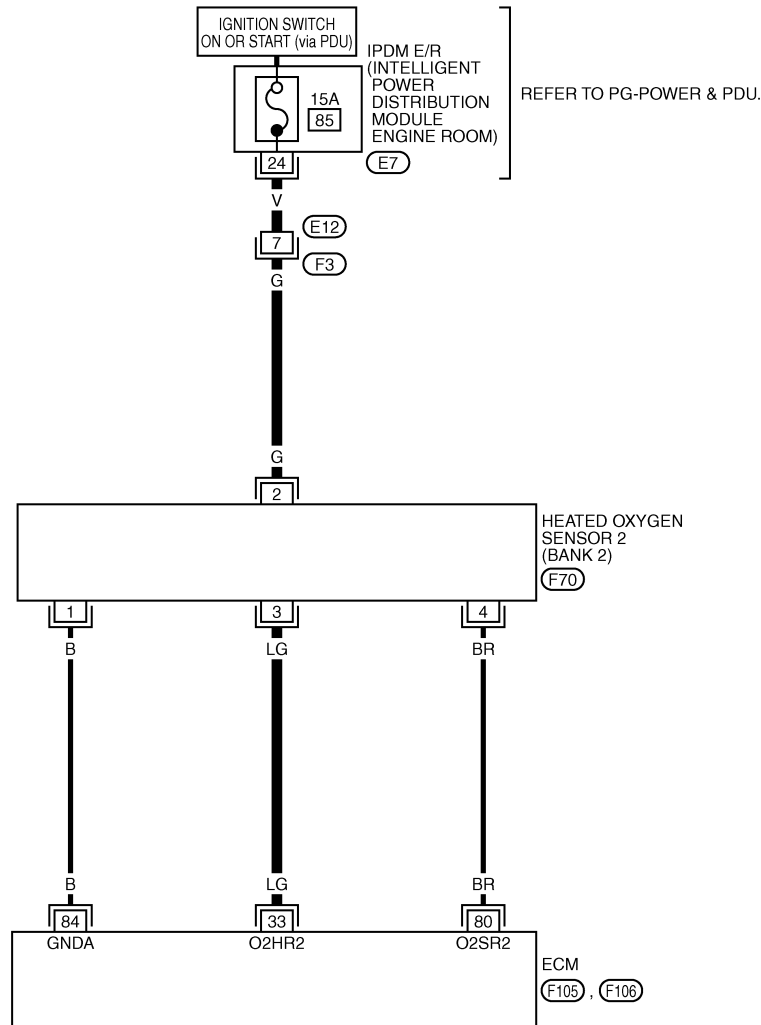 IGNITION SWITCH
ON OR START (via PDU)
IPDM E/R
(INTELLIGENT
POWER
DISTRIBUTION
MODULE
ENGINE ROOM)
REFER TO PG-POWER & PDU.
15A
85
24
E7
V
E12
7
F3
G
G
2
HEATED OXYGEN
SENSOR 2
(BANK 2)
F70
1 3 4
B LG BR
B LG BR
84 33 80
GNDA O2HR2 O2SR2
ECM
F105 , F106